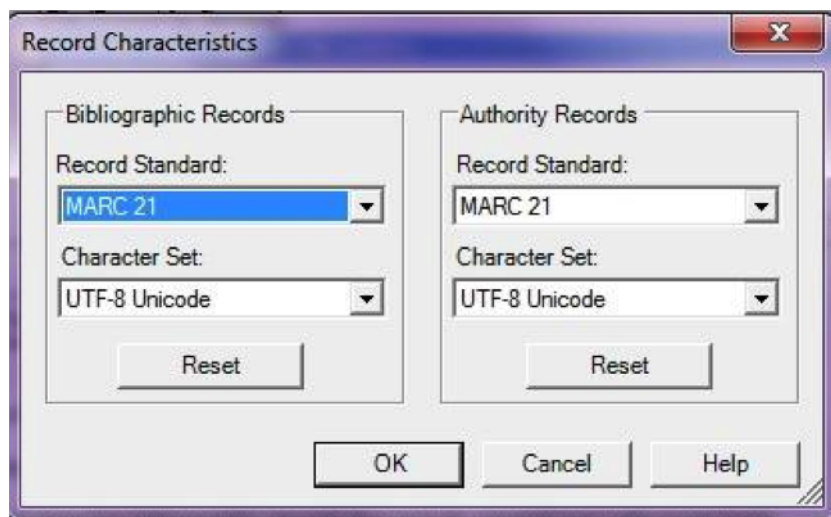 Record Characteristics
Bibliographic Records
Record Standard:
MARC 21
Character Set:
UTF-8 Unicode
Reset
Authority Records
Record Standard:
MARC 21
Character Set:
UTF-8 Unicode
Reset
OK
Cancel
Help